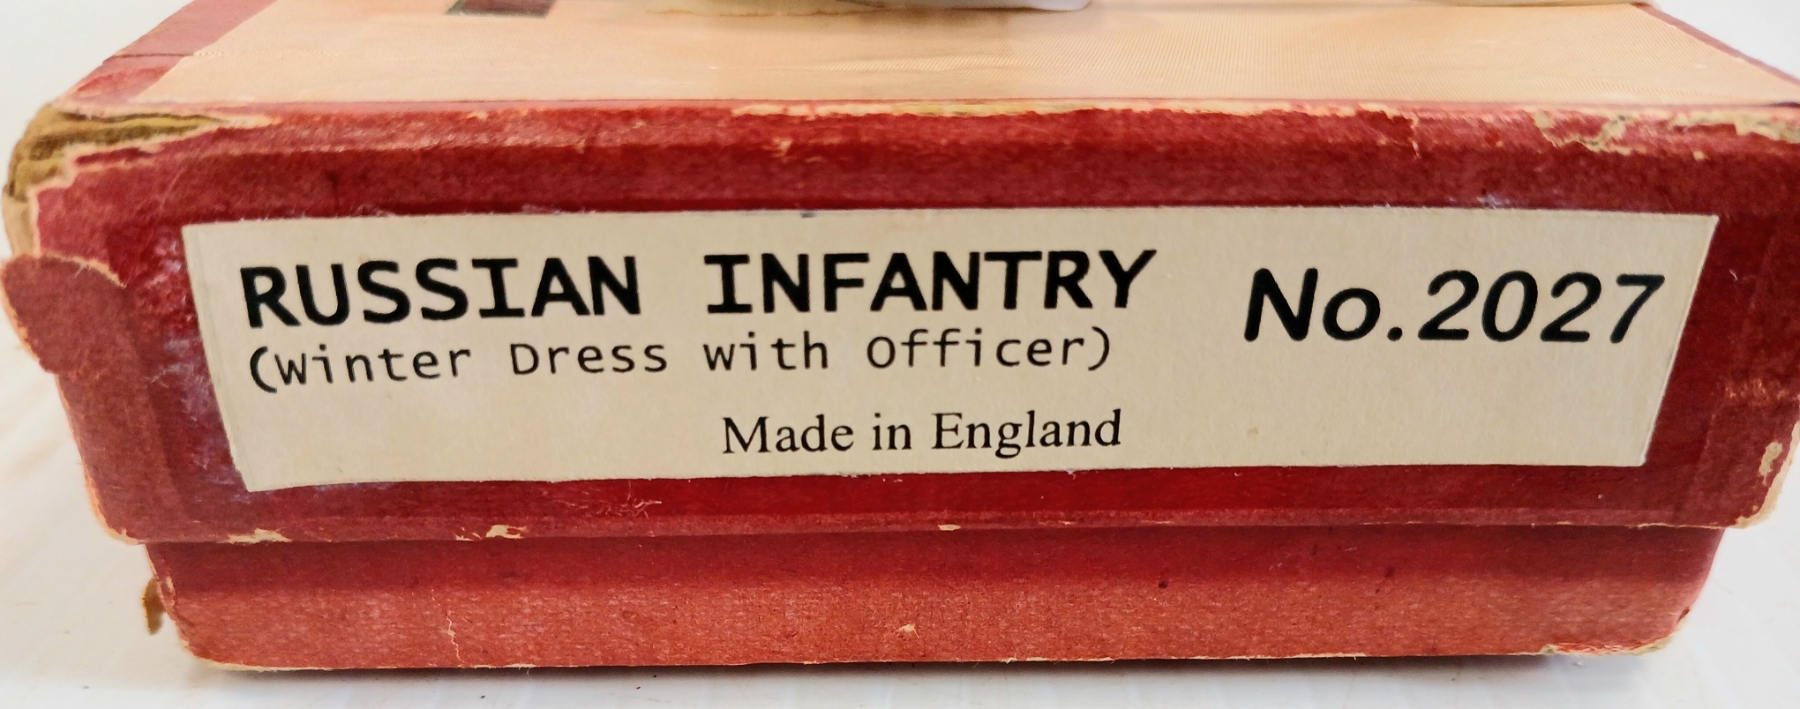 RUSSIAN INFANTRY No.2027
(Winter Dress with Officer)
Made in England